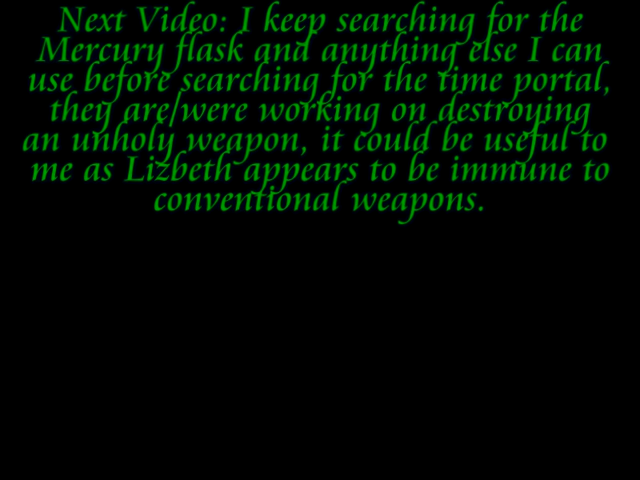 Next Video: I keep searching for the
Mercury flask and anything else I can
use before searching for the time portal,
they are/were working on destroying
an unholy weapon, it could be useful to
me as Lizbeth appears to be immune to
conventional weapons.